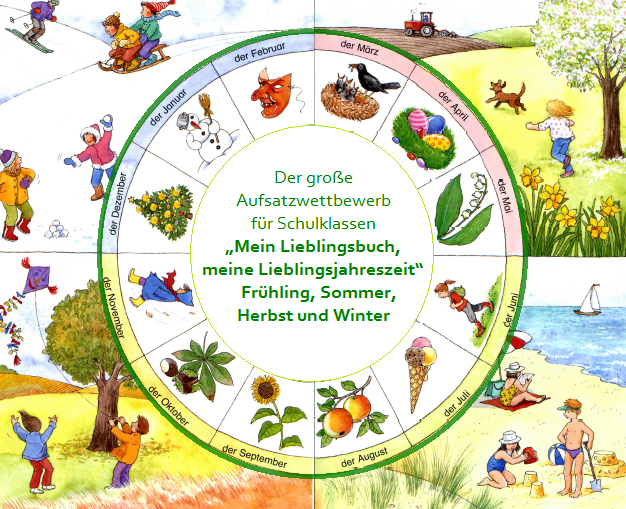 der Januar
der Februar
der März
der April
der Mai
der Juni
der Juli
der August
der September
der Oktober
der November
der Dezember
Der große
Aufsatzwettbewerb
für Schulklassen
„Mein Lieblingsbuch,
meine Lieblingsjahreszeit“
Frühling, Sommer,
Herbst und Winter